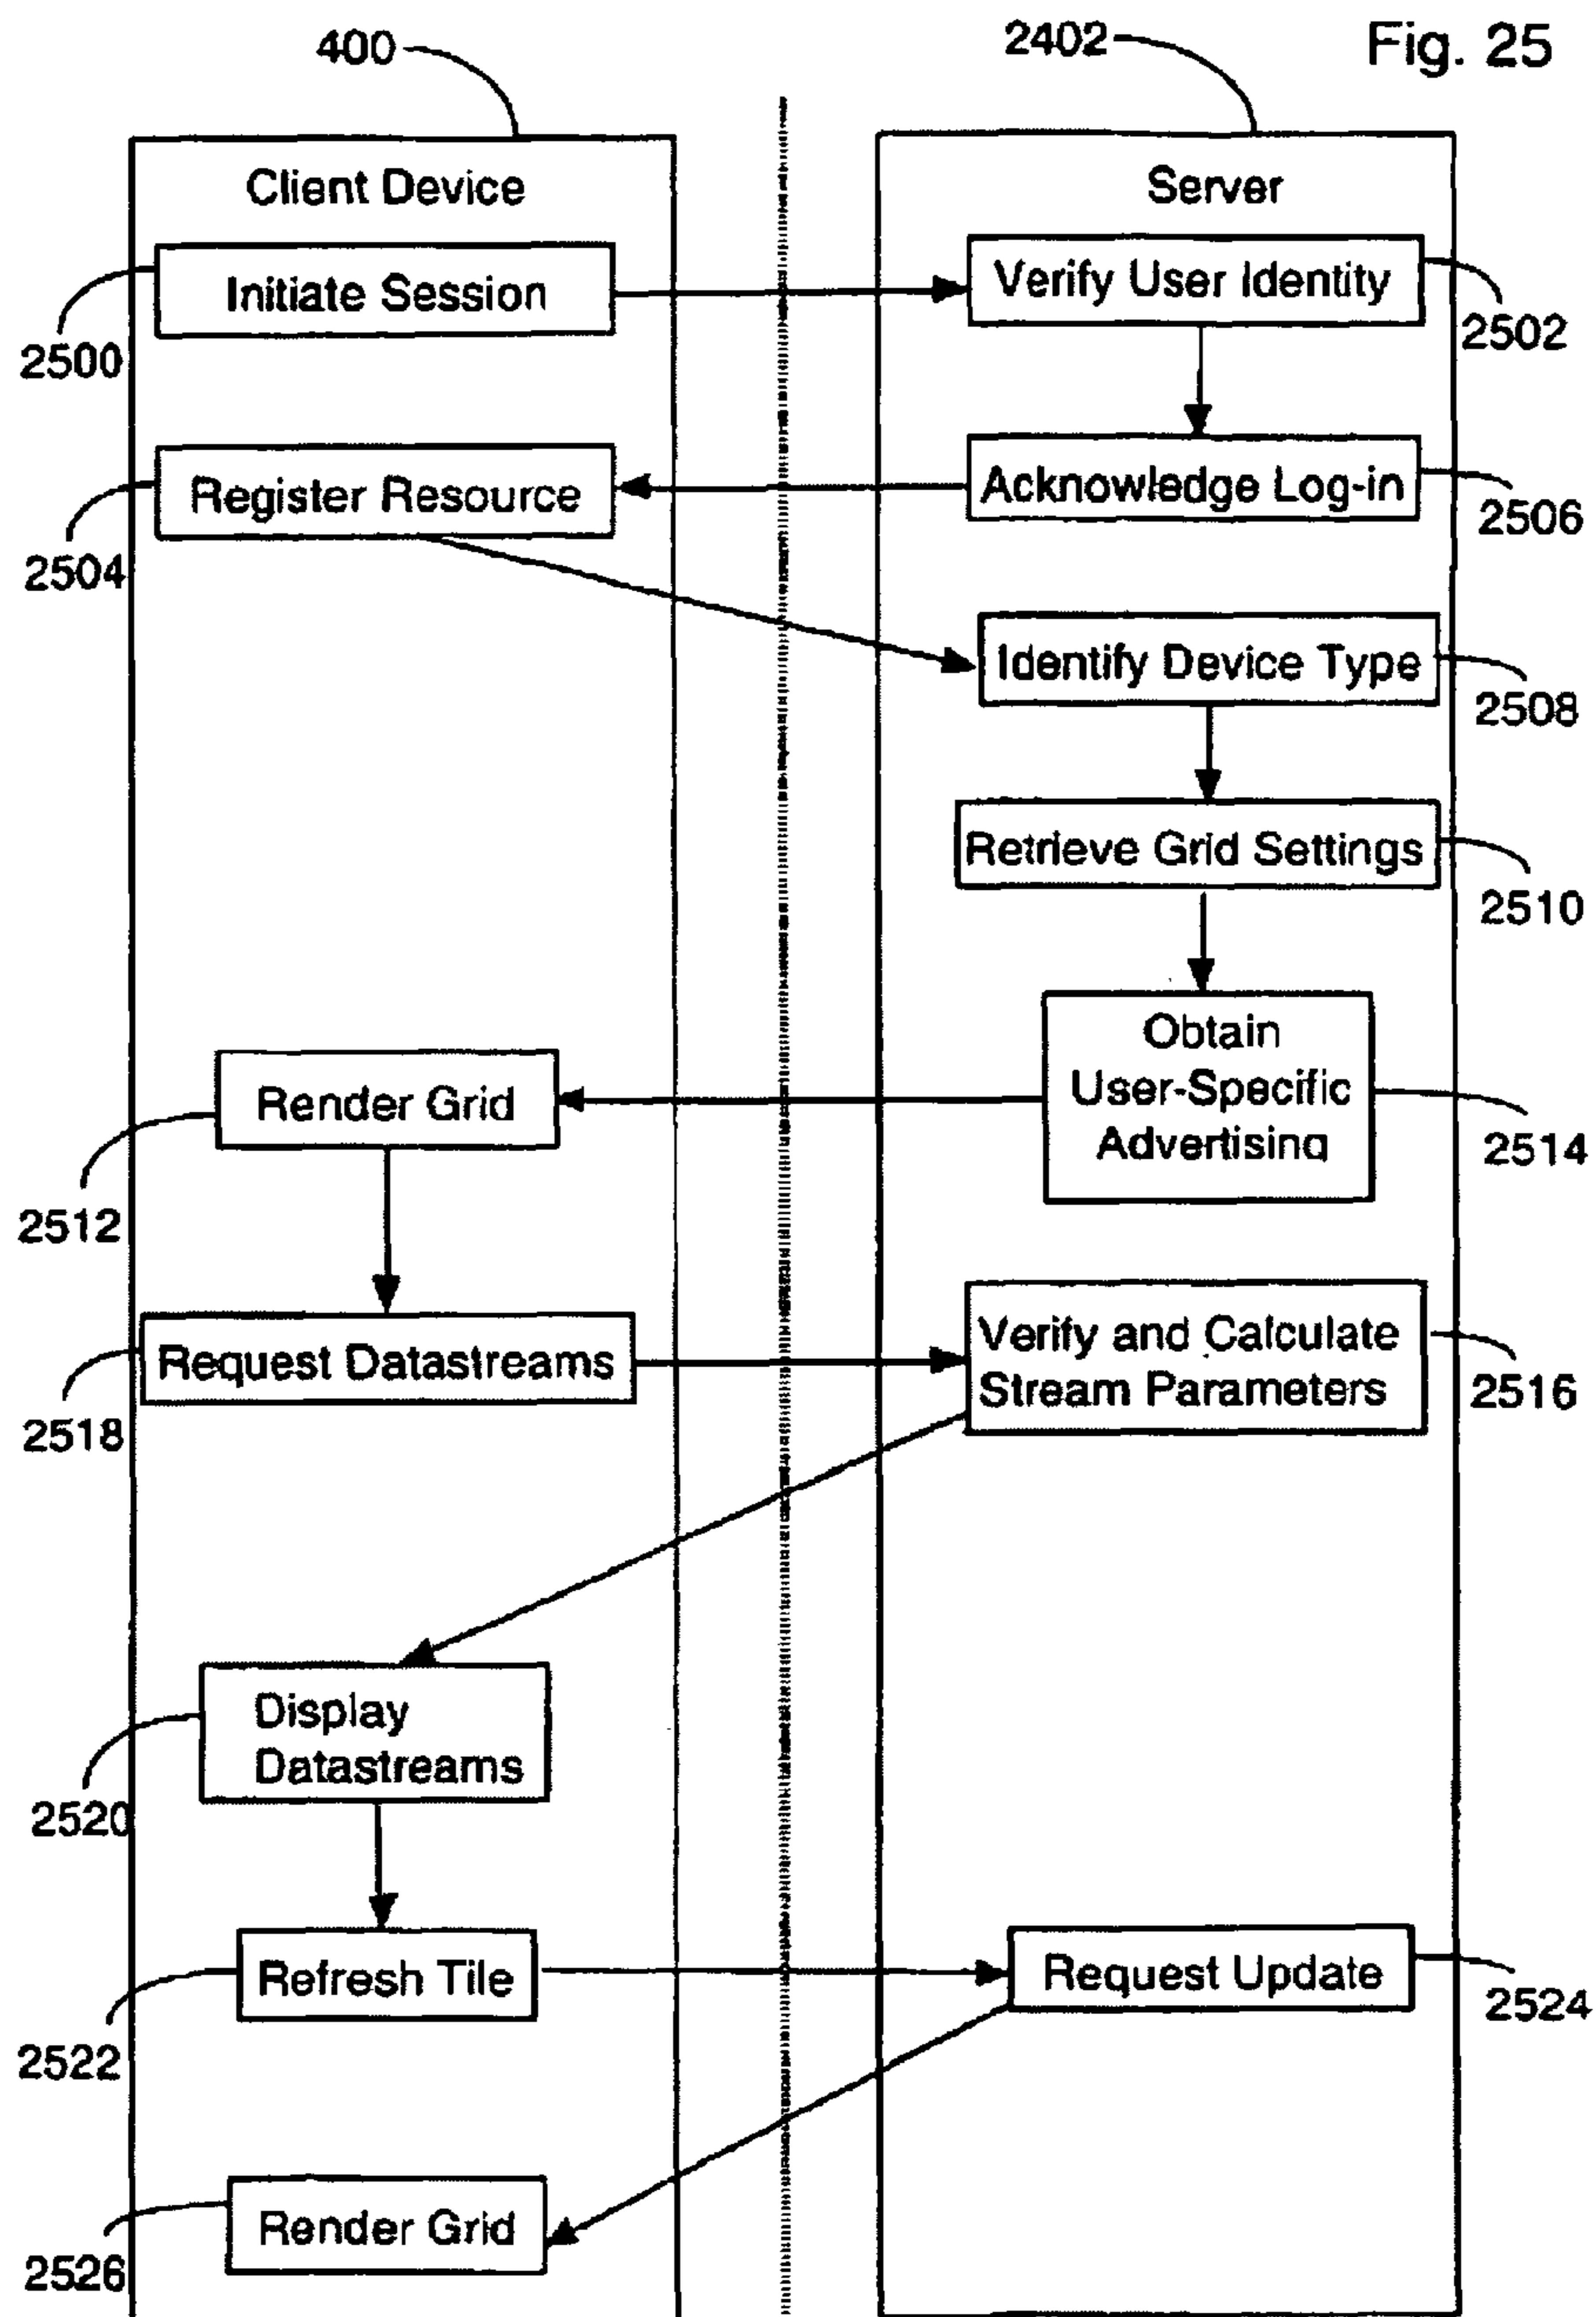 400
2402
Fig. 25
Client Device
Server
Initiate Session
Verify User Identity
2500
2502
Register Resource
Acknowledge Log-in
2504
2506
Identify Device Type
2508
Retrieve Grid Settings
2510
Render Grid
Obtain
User-Specific
Advertising
2512
2514
Request Datastreams
Verify and Calculate
Stream Parameters
2518
2516
Display
Datastreams
2520
Refresh Tile
Request Update
2522
2524
Render Grid
2526